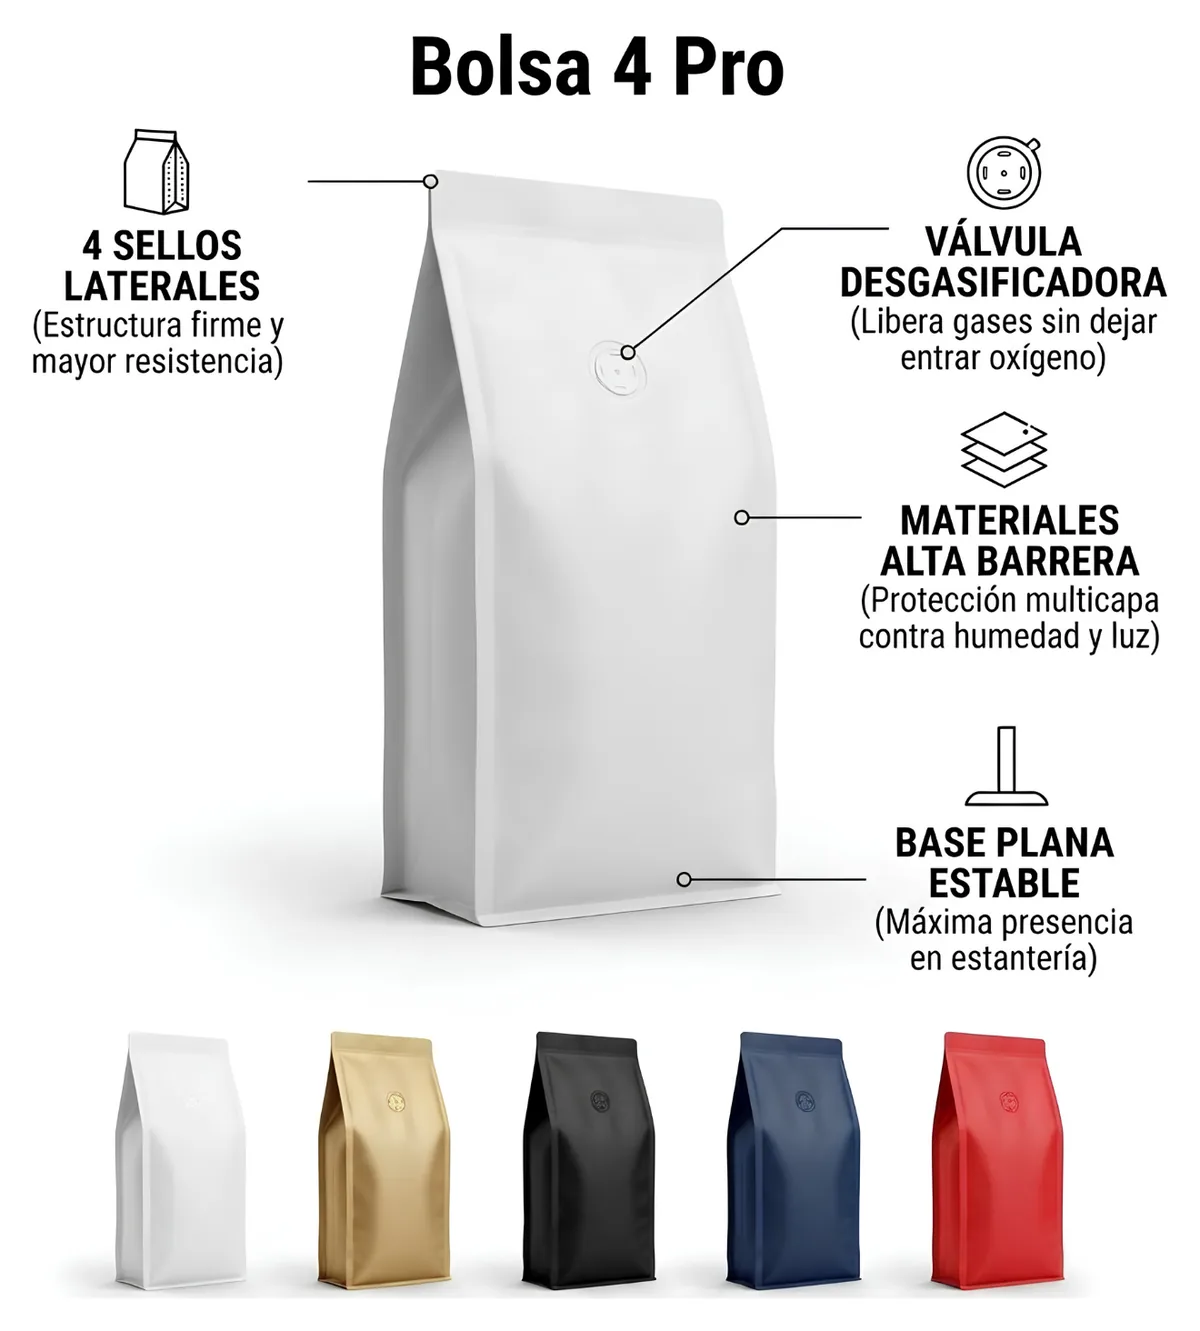 Bolsa 4 Pro
4 SELLOS
LATERALES
(Estructura firme y
mayor resistencia)
VÁLVULA
DESGASIFICADORA
(Libera gases sin dejar
entrar oxígeno)
MATERIALES
ALTA BARRERA
(Protección multicapa
contra humedad y luz)
BASE PLANA
ESTABLE
(Máxima presencia
en estantería)